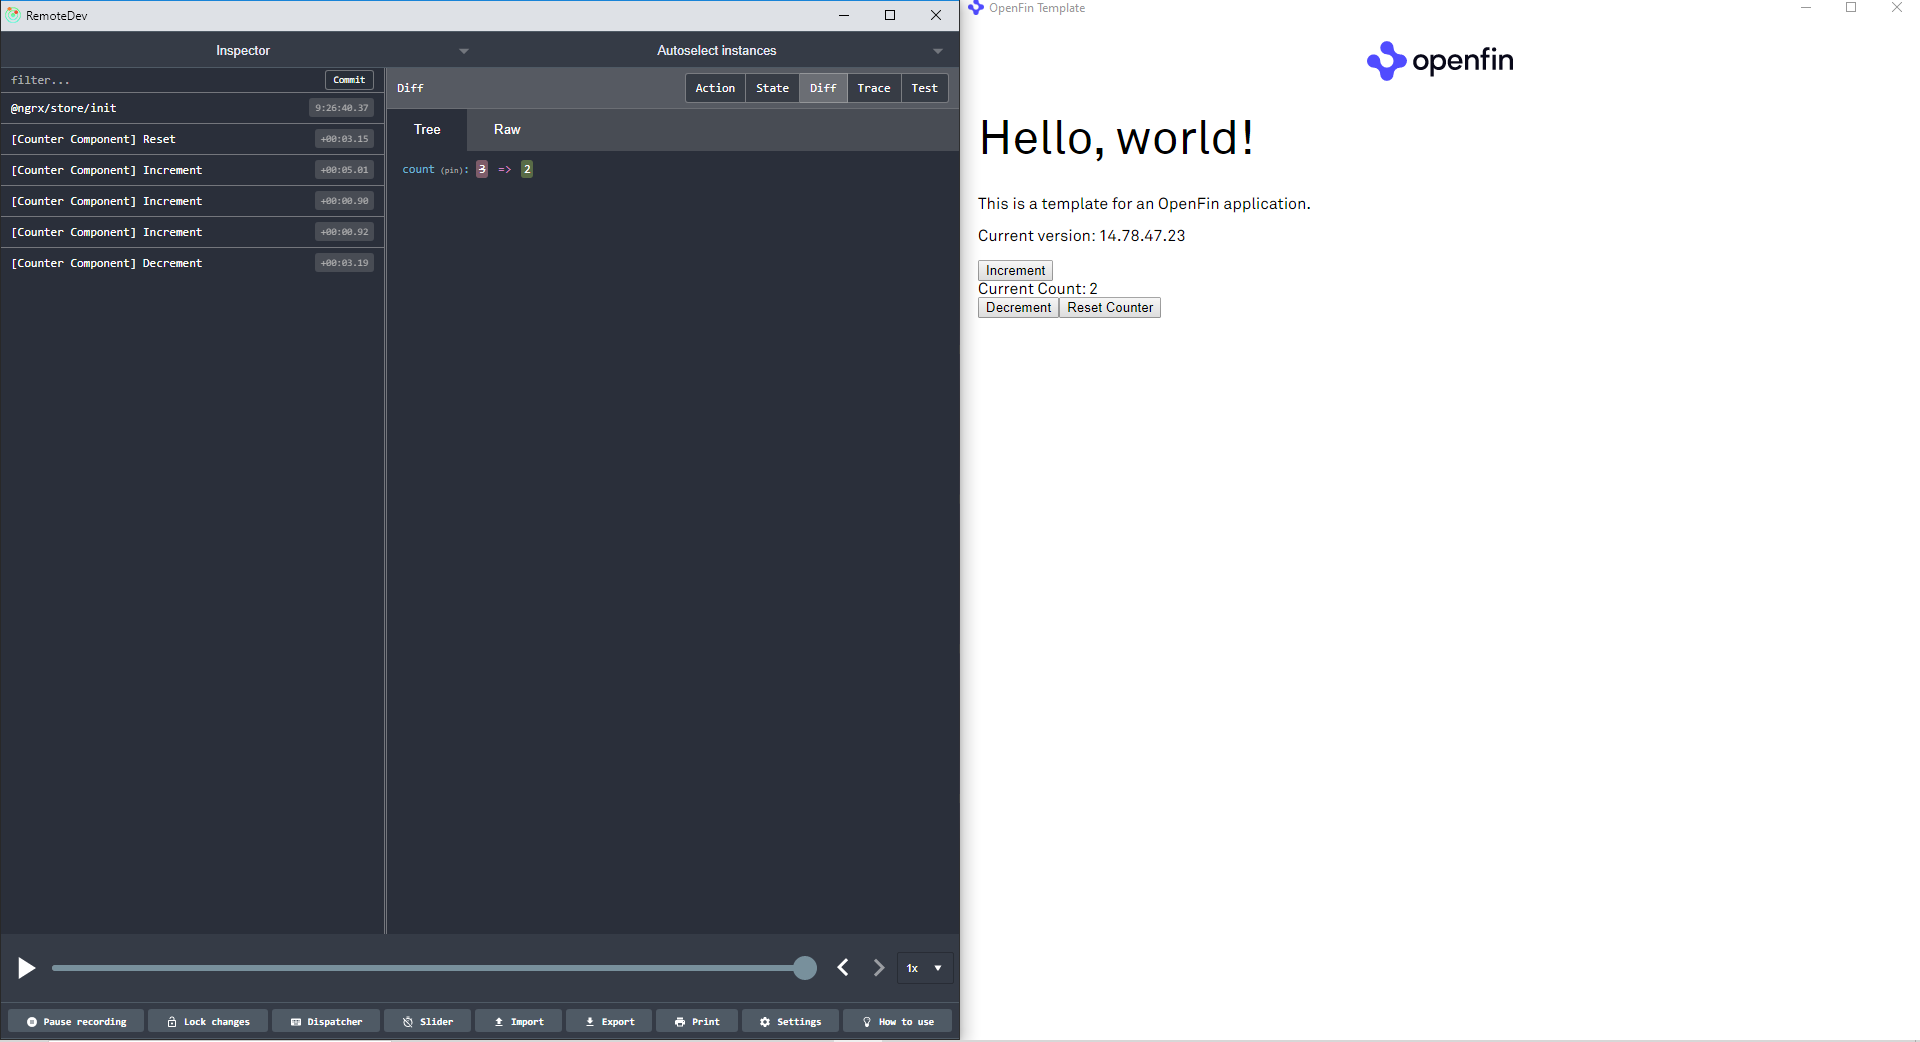 RemoteDev
Inspector
Autoselect instances
filter...
Commit
@ngrx/store/init
9:26:40.37
[Counter Component] Reset
+00:03.15
[Counter Component] Increment
+00:05.01
[Counter Component] Increment
+00:00.90
[Counter Component] Increment
+00:00.92
[Counter Component] Decrement
+00:03.19
Diff
Action State Diff Trace Test
Tree Raw
count (pin): 3 => 2
1x
Pause recording Lock changes Dispatcher Slider Import Export Print Settings How to use
OpenFin Template
openfin
Hello, world!
This is a template for an OpenFin application.
Current version: 14.78.47.23
Increment
Current Count: 2
Decrement Reset Counter